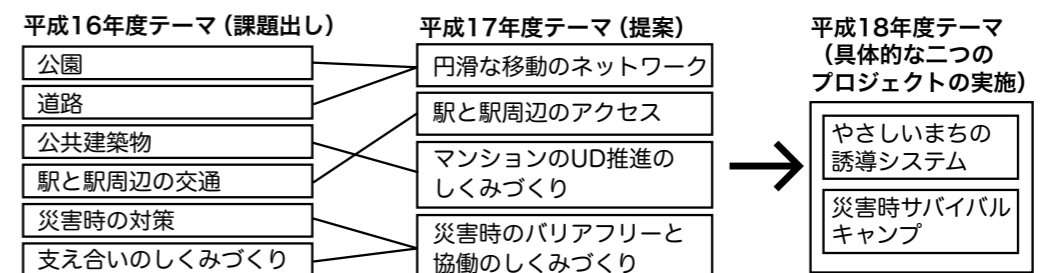 平成16年度テーマ（課題出し）
公園
道路
公共建築物
駅と駅周辺の交通
災害時の対策
支え合いのしくみづくり
平成17年度テーマ（提案）
円滑な移動のネットワーク
駅と駅周辺のアクセス
マンションのUD推進の
しくみづくり
災害時のバリアフリーと
協働のしくみづくり
平成18年度テーマ
（具体的な二つの
プロジェクトの実施）
やさしいまちの
誘導システム
災害時サバイバル
キャンプ